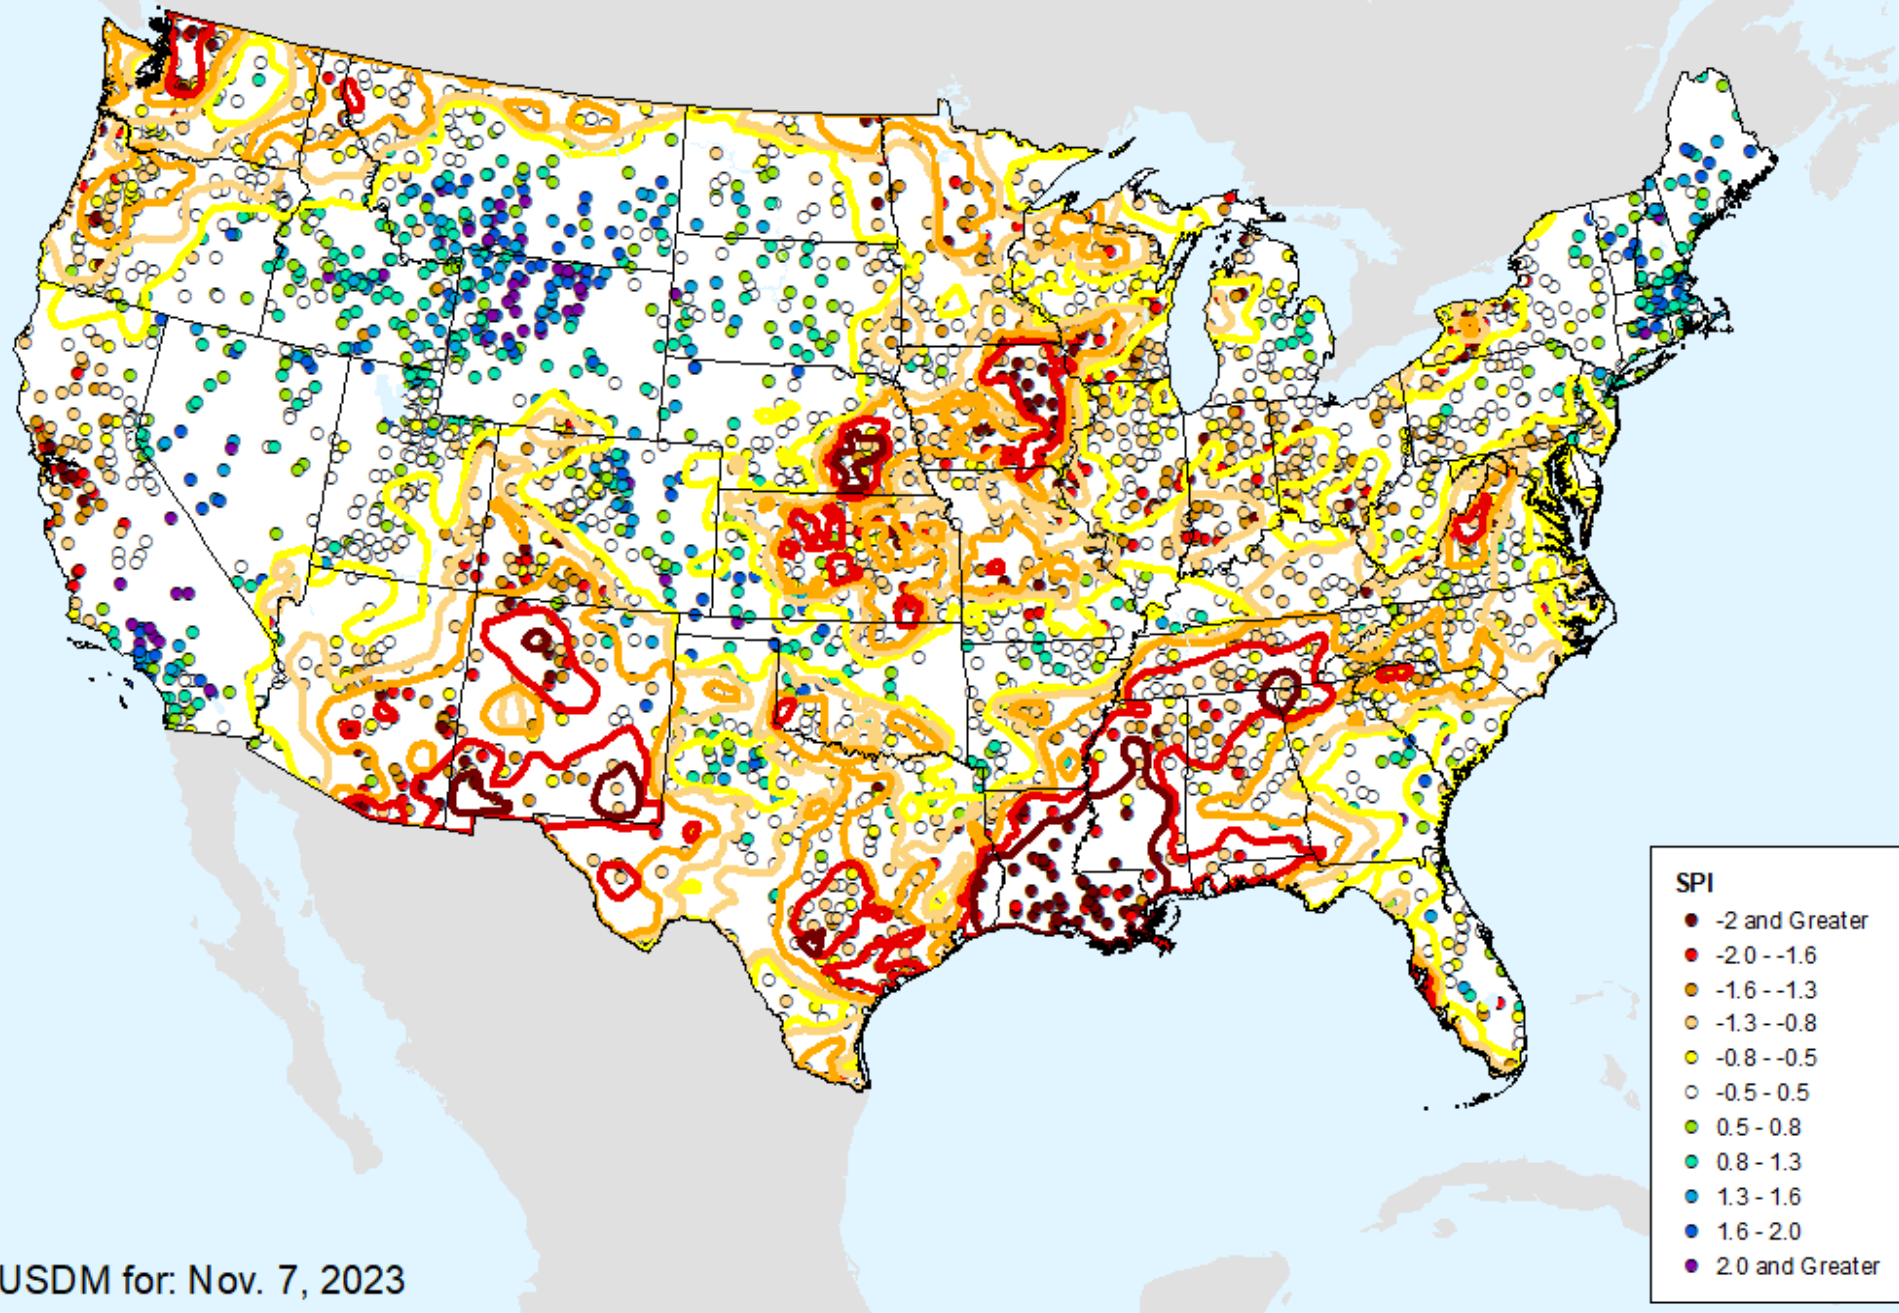 SPI
-2 and Greater
-2.0 - -1.6
-1.6 - -1.3
-1.3 - -0.8
-0.8 - -0.5
-0.5 - 0.5
0.5 - 0.8
0.8 - 1.3
1.3 - 1.6
1.6 - 2.0
2.0 and Greater
USDM for: Nov. 7, 2023